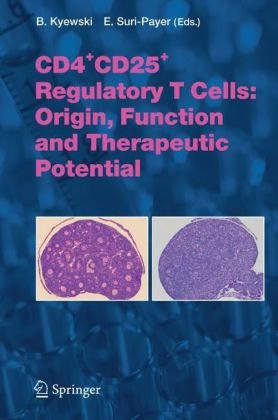 B. Kyewski    E. Suri-Payer (Eds.)
CD4⁺CD25⁺
Regulatory T Cells:
Origin, Function
and Therapeutic
Potential
Springer